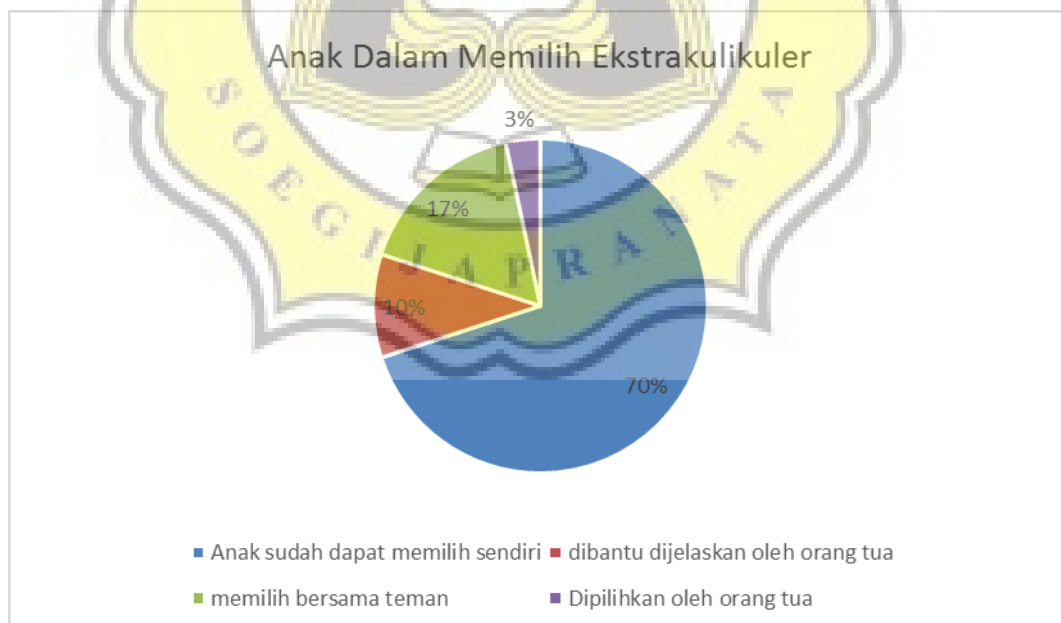 Anak Dalam Memilih Ekstrakulikuler
SOEGIJAPRANATA
3%
17%
10%
70%
Anak sudah dapat memilih sendiri
dibantu dijelaskan oleh orang tua
memilih bersama teman
Dipilihkan oleh orang tua